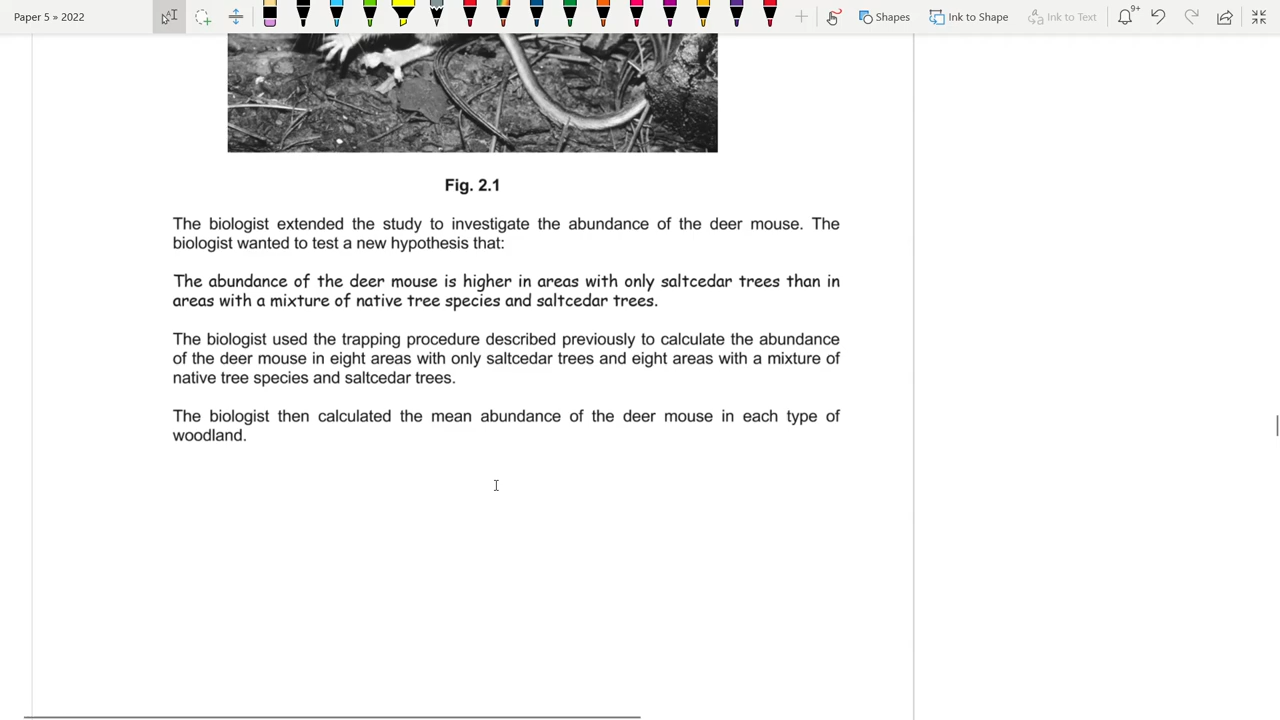 Paper 5 » 2022
Shapes
Ink to Shape
Ink to Text
9+
Fig. 2.1
The biologist extended the study to investigate the abundance of the deer mouse. The
biologist wanted to test a new hypothesis that:
The abundance of the deer mouse is higher in areas with only saltcedar trees than in
areas with a mixture of native tree species and saltcedar trees.
The biologist used the trapping procedure described previously to calculate the abundance
of the deer mouse in eight areas with only saltcedar trees and eight areas with a mixture of
native tree species and saltcedar trees.
The biologist then calculated the mean abundance of the deer mouse in each type of
woodland.